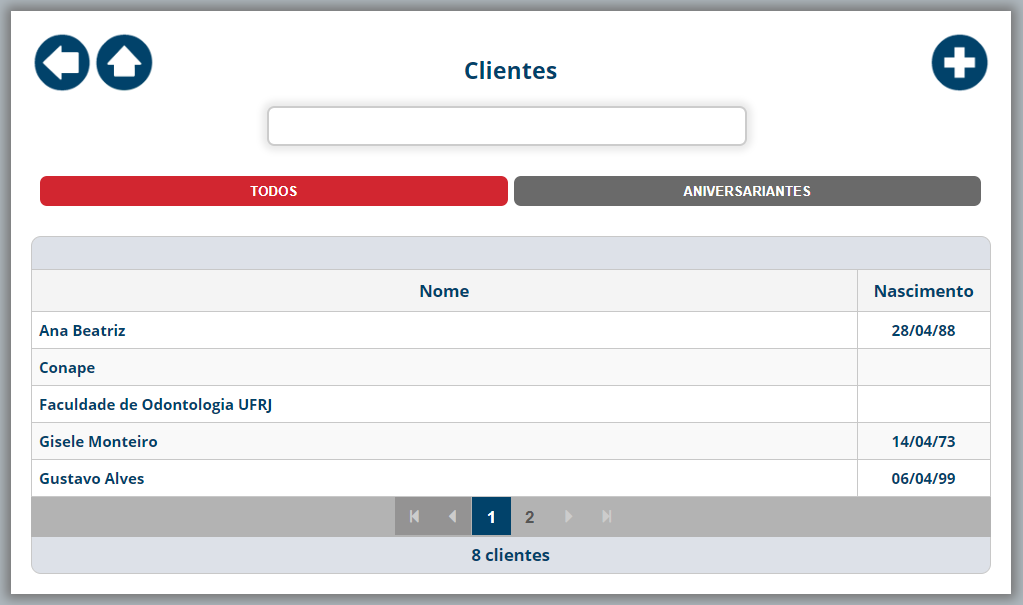 Clientes
TODOS ANIVERSARIANTES
Nome Nascimento
Ana Beatriz 28/04/88
Conape
Faculdade de Odontologia UFRJ
Gisele Monteiro 14/04/73
Gustavo Alves 06/04/99
1 2
8 clientes